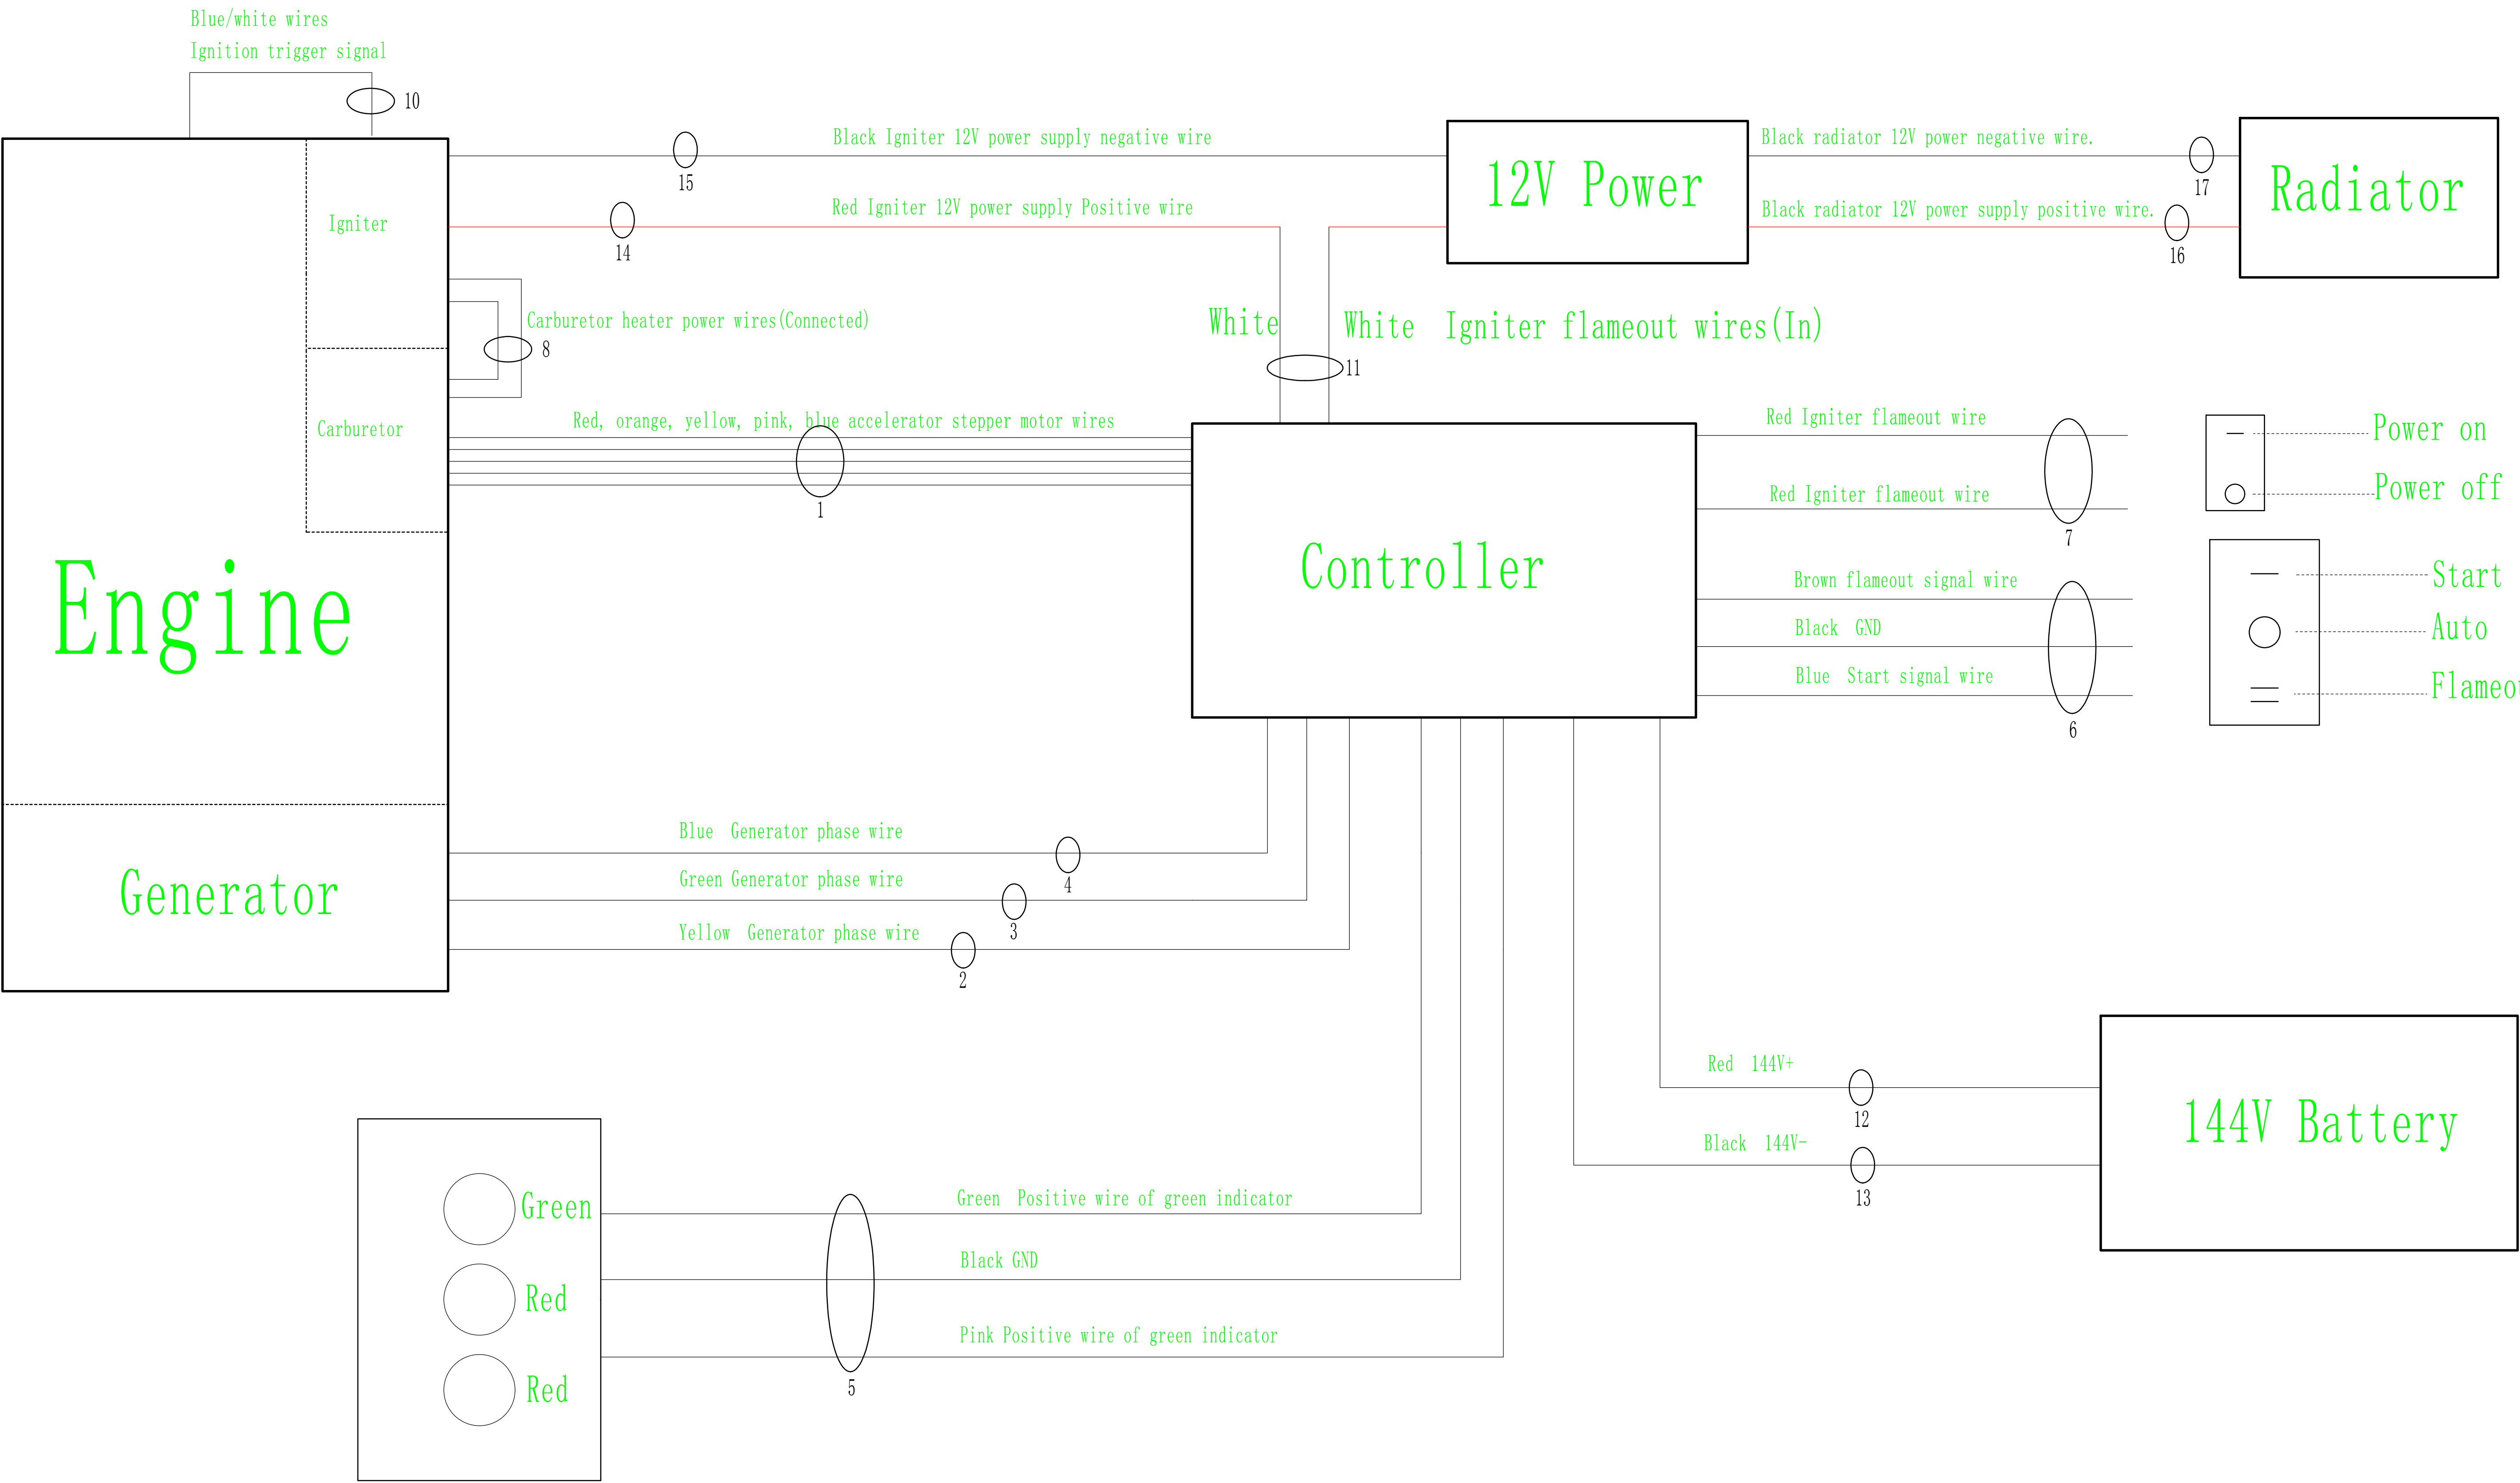 Blue/white wires
Ignition trigger signal
10
Black Igniter 12V power supply negative wire
15
12V Power
Black radiator 12V power negative wire.
17
Radiator
Igniter
Red Igniter 12V power supply Positive wire
14
Black radiator 12V power supply positive wire.
16
Carburetor heater power wires(Connected)
8
White
White Igniter flameout wires(In)
11
Carburetor
Red, orange, yellow, pink, blue accelerator stepper motor wires
1
Controller
Red Igniter flameout wire
Red Igniter flameout wire
7
Power on
Power off
Engine
Brown flameout signal wire
Black GND
Blue Start signal wire
6
Start
Auto
Flameo
Generator
Blue Generator phase wire
4
Green Generator phase wire
3
Yellow Generator phase wire
2
Red 144V+
12
Black 144V-
13
144V Battery
Green
Red
Red
Green Positive wire of green indicator
Black GND
Pink Positive wire of green indicator
5